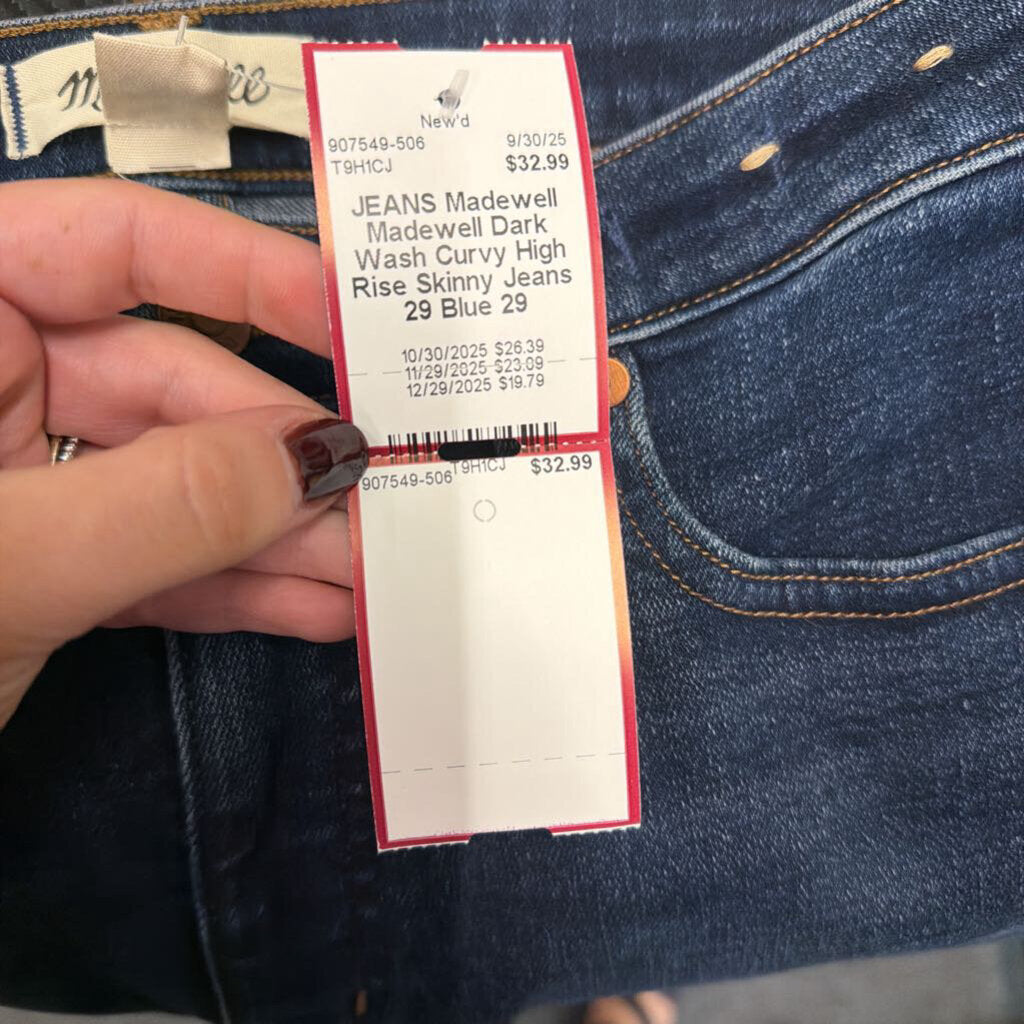 New'd
907549-506 9/30/25
T9H1CJ $32.99
JEANS Madewell
Madewell Dark
Wash Curvy High
Rise Skinny Jeans
29 Blue 29
10/30/2025 $26.39
11/29/2025 $23.09
12/29/2025 $19.79
907549-506 T9H1CJ $32.99